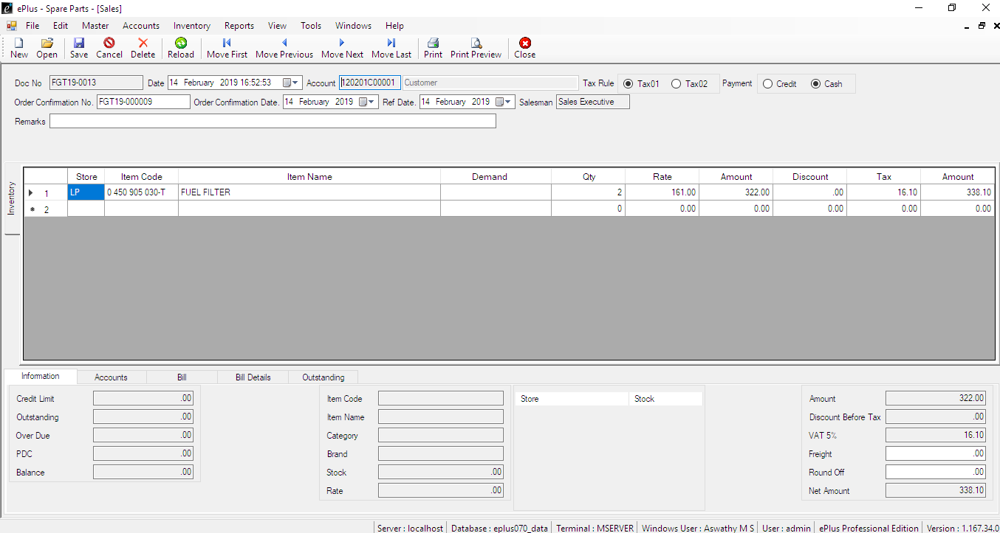 ePlus - Spare Parts - [Sales]
File Edit Master Accounts Inventory Reports View Tools Windows Help
New Open Save Cancel Delete Reload Move First Move Previous Move Next Move Last Print Print Preview Close
Doc No FGT19-0013 Date 14 February 2019 16:52:53 Account 120201C00001 Customer Tax Rule Tax01 Tax02 Payment Credit Cash
Order Confimation No. FGT19-000009 Order Confimation Date. 14 February 2019 Ref Date. 14 February 2019 Salesman Sales Executive
Remarks
Inventory
Store Item Code Item Name Demand Qty Rate Amount Discount Tax Amount
1 LP 0 450 905 030-T FUEL FILTER 2 161.00 322.00 .00 16.10 338.10
2 0 0.00 0.00 0.00 0.00 0.00
Information Accounts Bill Bill Details Outstanding
Credit Limit .00 Item Code Store Stock Amount 322.00
Outstanding .00 Item Name Discount Before Tax .00
Over Due .00 Category VAT 5% 16.10
PDC .00 Brand Freight .00
Balance .00 Stock .00 Round Off .00
Rate .00 Net Amount 338.10
Server : localhost Database : eplus070_data Terminal : MSERVER Windows User : Aswathy M S User : admin ePlus Professional Edition Version : 1.167.34.0